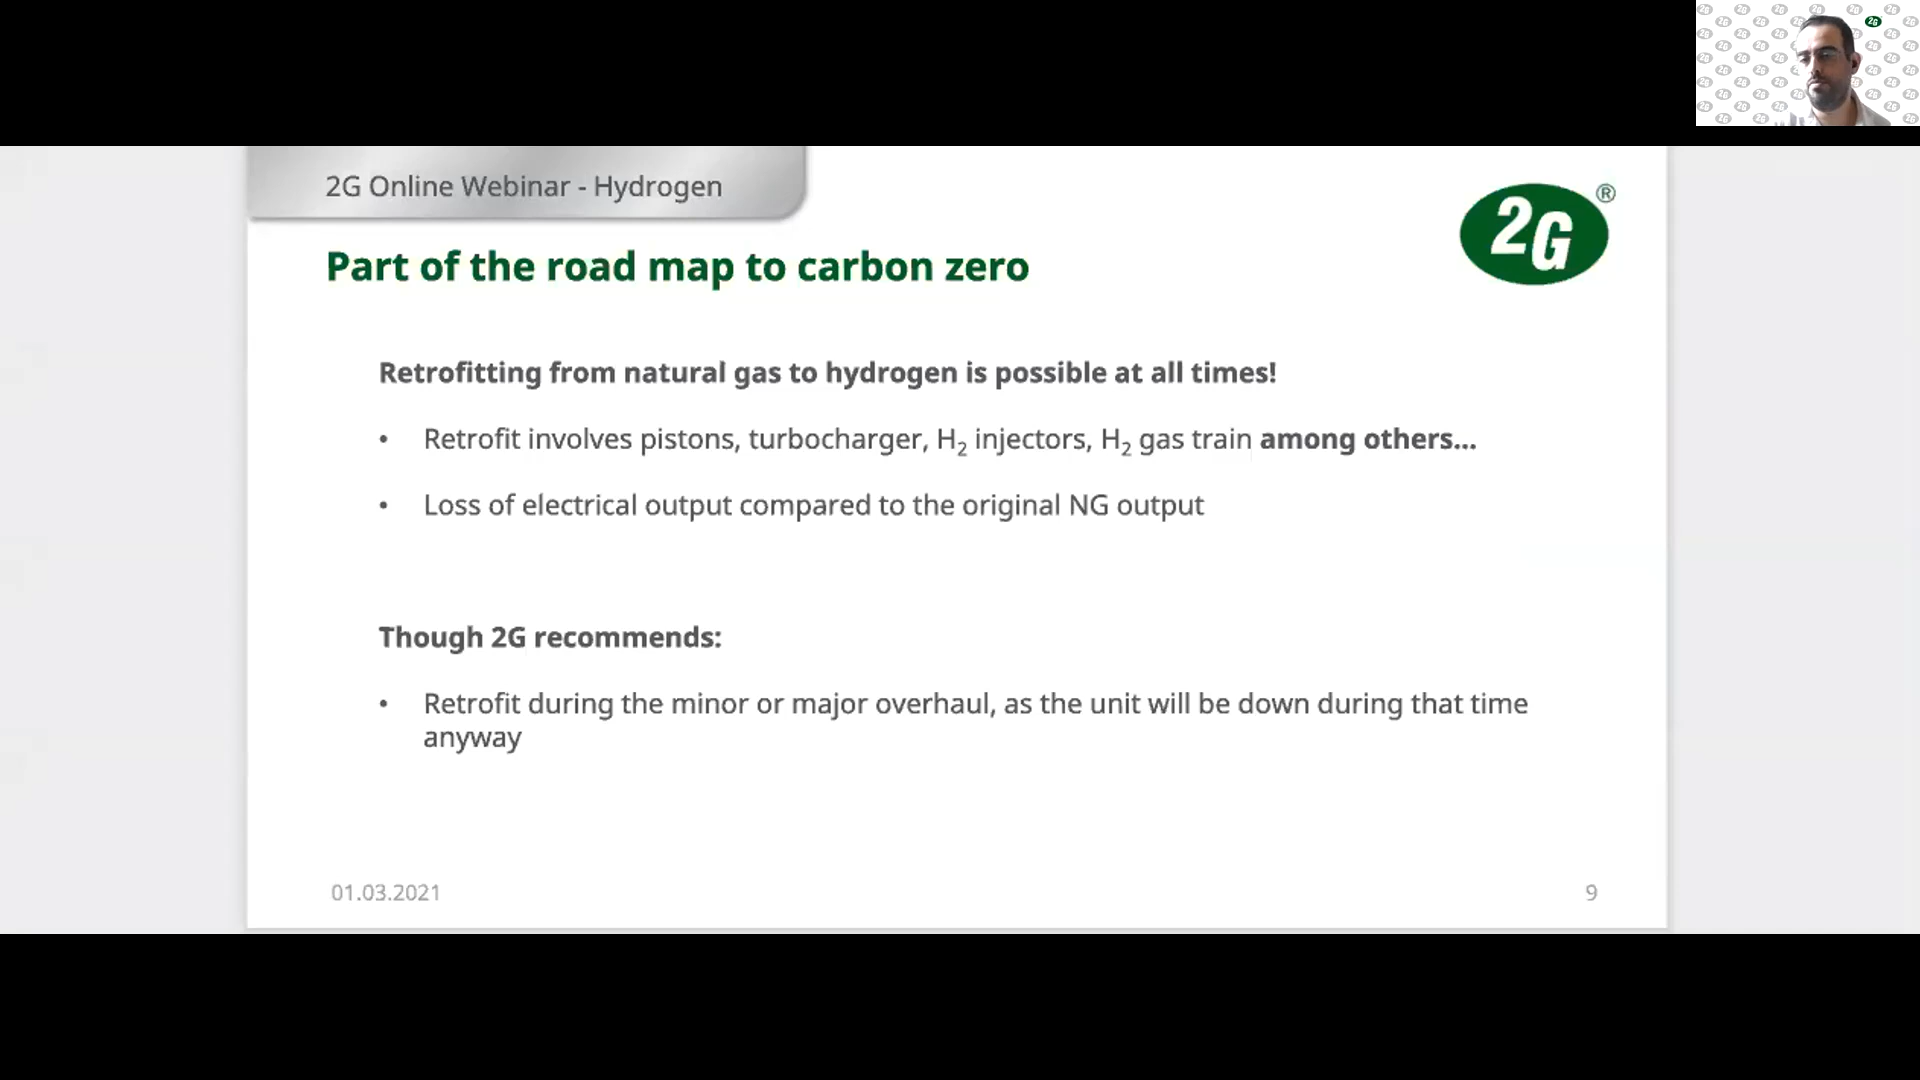 2G Online Webinar - Hydrogen
2G®
Part of the road map to carbon zero
Retrofitting from natural gas to hydrogen is possible at all times!
• Retrofit involves pistons, turbocharger, H₂ injectors, H₂ gas train among others...
• Loss of electrical output compared to the original NG output
Though 2G recommends:
• Retrofit during the minor or major overhaul, as the unit will be down during that time
anyway
01.03.2021
9